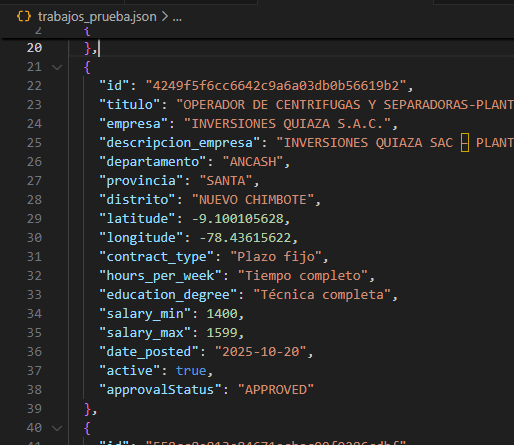 {} trabajos_prueba.json > ...
2 {
20 },
21 {
22 "id": "4249f5f6cc6642c9a6a03db0b56619b2",
23 "titulo": "OPERADOR DE CENTRIFUGAS Y SEPARADORAS-PLANT
24 "empresa": "INVERSIONES QUIAZA S.A.C.",
25 "descripcion_empresa": "INVERSIONES QUIAZA SAC – PLANT
26 "departamento": "ANCASH",
27 "provincia": "SANTA",
28 "distrito": "NUEVO CHIMBOTE",
29 "latitude": -9.100105628,
30 "longitude": -78.43615622,
31 "contract_type": "Plazo fijo",
32 "hours_per_week": "Tiempo completo",
33 "education_degree": "Técnica completa",
34 "salary_min": 1400,
35 "salary_max": 1599,
36 "date_posted": "2025-10-20",
37 "active": true,
38 "approvalStatus": "APPROVED"
39 },
40 {